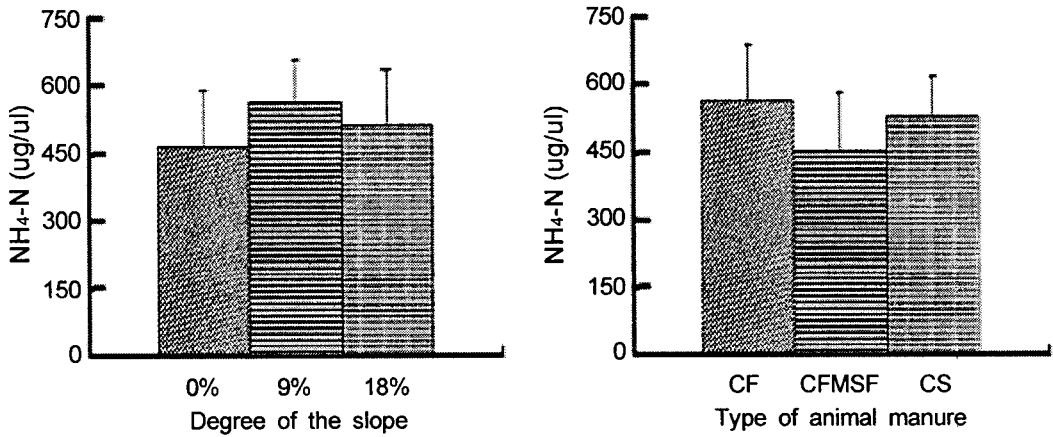 750
600
450
300
150
0
NH4-N (ug/ul)
0% 9% 18%
Degree of the slope
750
600
450
300
150
0
NH4-N (ug/ul)
CF CFMSF CS
Type of animal manure